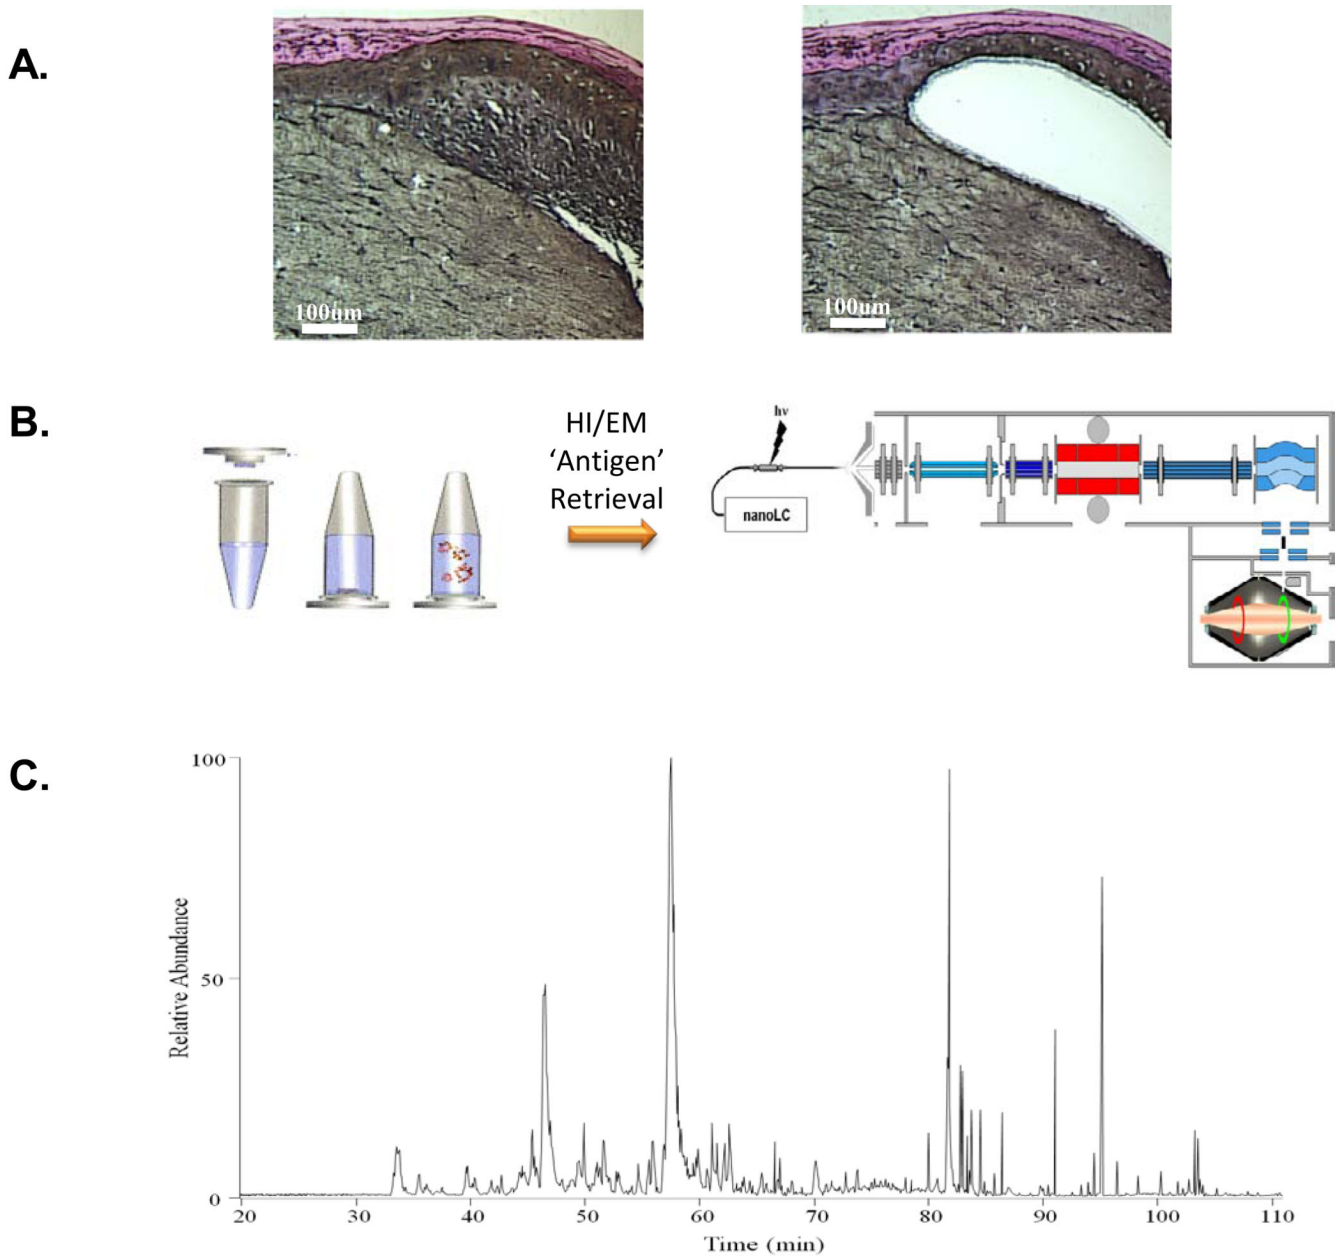 A.
100um
100um
B.
HI/EM
'Antigen'
Retrieval
hν
nanoLC
C.
Relative Abundance
100
50
0
20 30 40 50 60 70 80 90 100 110
Time (min)